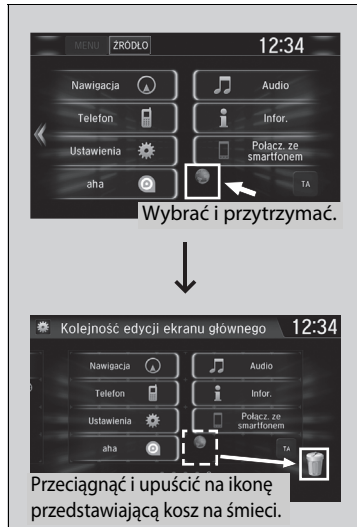 MENU ŹRÓDŁO 12:34
Nawigacja Audio
Telefon Infor.
Ustawienia Połącz. ze
smartfonem
aha TA
Wybrać i przytrzymać.
Kolejność edycji ekranu głównego 12:34
Nawigacja Audio
Telefon Infor.
Ustawienia Połącz. ze
smartfonem
aha TA
Przeciągnąć i upuścić na ikonę
przedstawiającą kosz na śmieci.